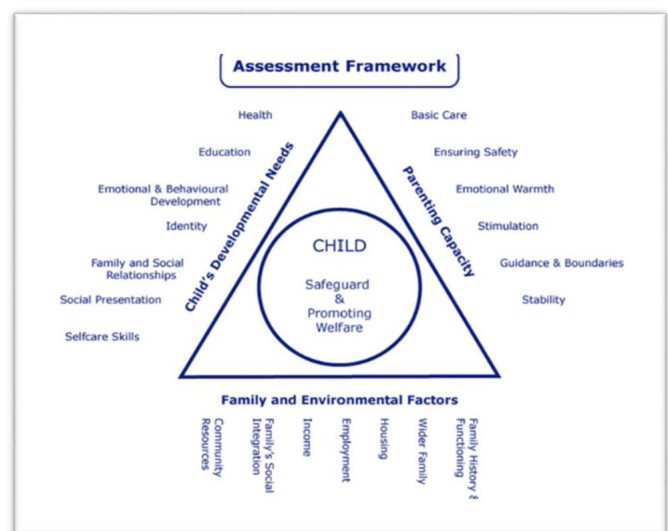 Assessment Framework
Health
Education
Emotional & Behavioural
Development
Identity
Family and Social
Relationships
Social Presentation
Selfcare Skills
Child's Developmental Needs
CHILD
Safeguard
&
Promoting
Welfare
Parenting Capacity
Basic Care
Ensuring Safety
Emotional Warmth
Stimulation
Guidance & Boundaries
Stability
Family and Environmental Factors
Community
Resources
Family's Social
Integration
Income
Employment
Housing
Wider Family
Family History &
Functioning